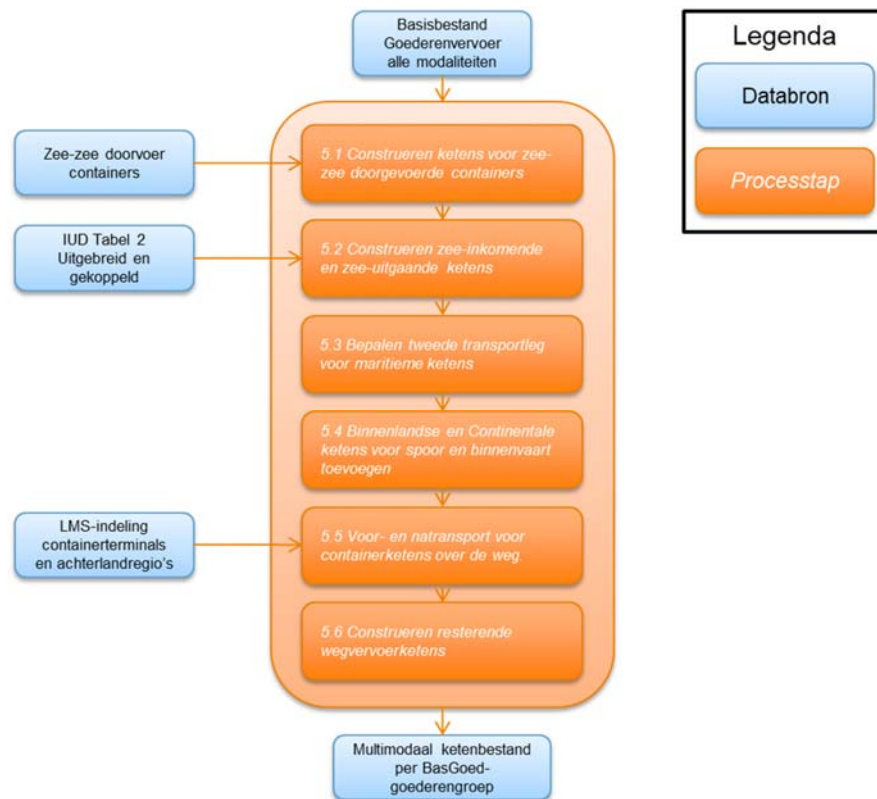 Basisbestand
Goederenvervoer
alle modaliteiten
Legenda
Databron
Processtap
Zee-zee doorvoer
containers
5.1 Construeren ketens voor zee-
zee doorgevoerde containers
IUD Tabel 2
Uitgebreid en
gekoppeld
5.2 Construeren zee-inkomende
en zee-uitgaande ketens
5.3 Bepalen tweede transportleg
voor maritieme ketens
5.4 Binnenlandse en Continentale
ketens voor spoor en binnenvaart
toevoegen
LMS-indeling
containerterminals
en achterlandregio's
5.5 Voor- en natransport voor
containerketens over de weg.
5.6 Construeren resterende
wegvervoerketens
Multimodaal ketenbestand
per BasGoed-
goederengroep